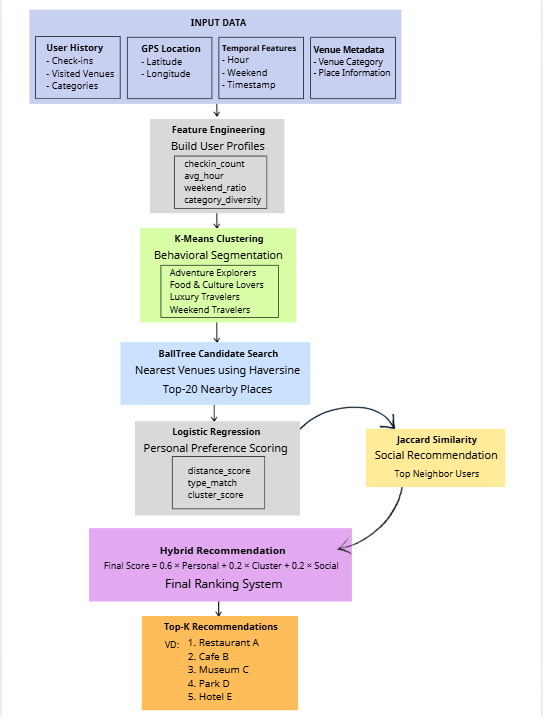 INPUT DATA
User History
- Check-ins
- Visited Venues
- Categories
GPS Location
- Latitude
- Longitude
Temporal Features
- Hour
- Weekend
- Timestamp
Venue Metadata
- Venue Category
- Place Information
Feature Engineering
Build User Profiles
checkin_count
avg_hour
weekend_ratio
category_diversity
K-Means Clustering
Behavioral Segmentation
Adventure Explorers
Food & Culture Lovers
Luxury Travelers
Weekend Travelers
BallTree Candidate Search
Nearest Venues using Haversine
Top-20 Nearby Places
Logistic Regression
Personal Preference Scoring
distance_score
type_match
cluster_score
Jaccard Similarity
Social Recommendation
Top Neighbor Users
Hybrid Recommendation
Final Score = 0.6 × Personal + 0.2 × Cluster + 0.2 × Social
Final Ranking System
Top-K Recommendations
VD: 1. Restaurant A
2. Cafe B
3. Museum C
4. Park D
5. Hotel E